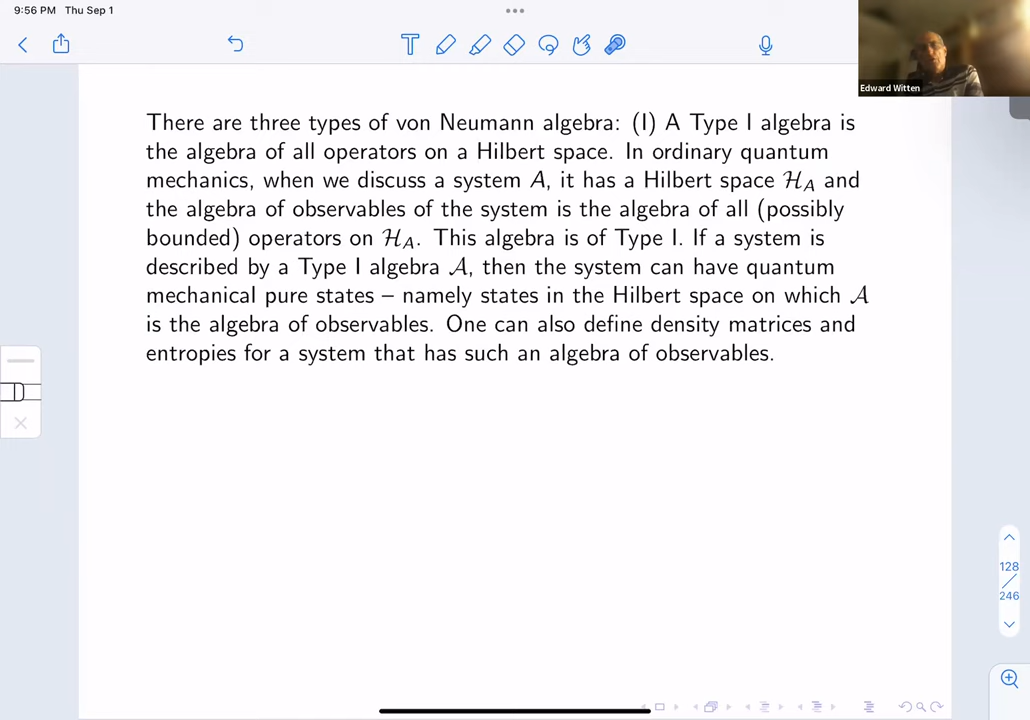 9:56 PM Thu Sep 1
Edward Witten
There are three types of von Neumann algebra: (I) A Type I algebra is
the algebra of all operators on a Hilbert space. In ordinary quantum
mechanics, when we discuss a system A, it has a Hilbert space ℋ_A and
the algebra of observables of the system is the algebra of all (possibly
bounded) operators on ℋ_A. This algebra is of Type I. If a system is
described by a Type I algebra 𝒜, then the system can have quantum
mechanical pure states – namely states in the Hilbert space on which 𝒜
is the algebra of observables. One can also define density matrices and
entropies for a system that has such an algebra of observables.
128
/
246